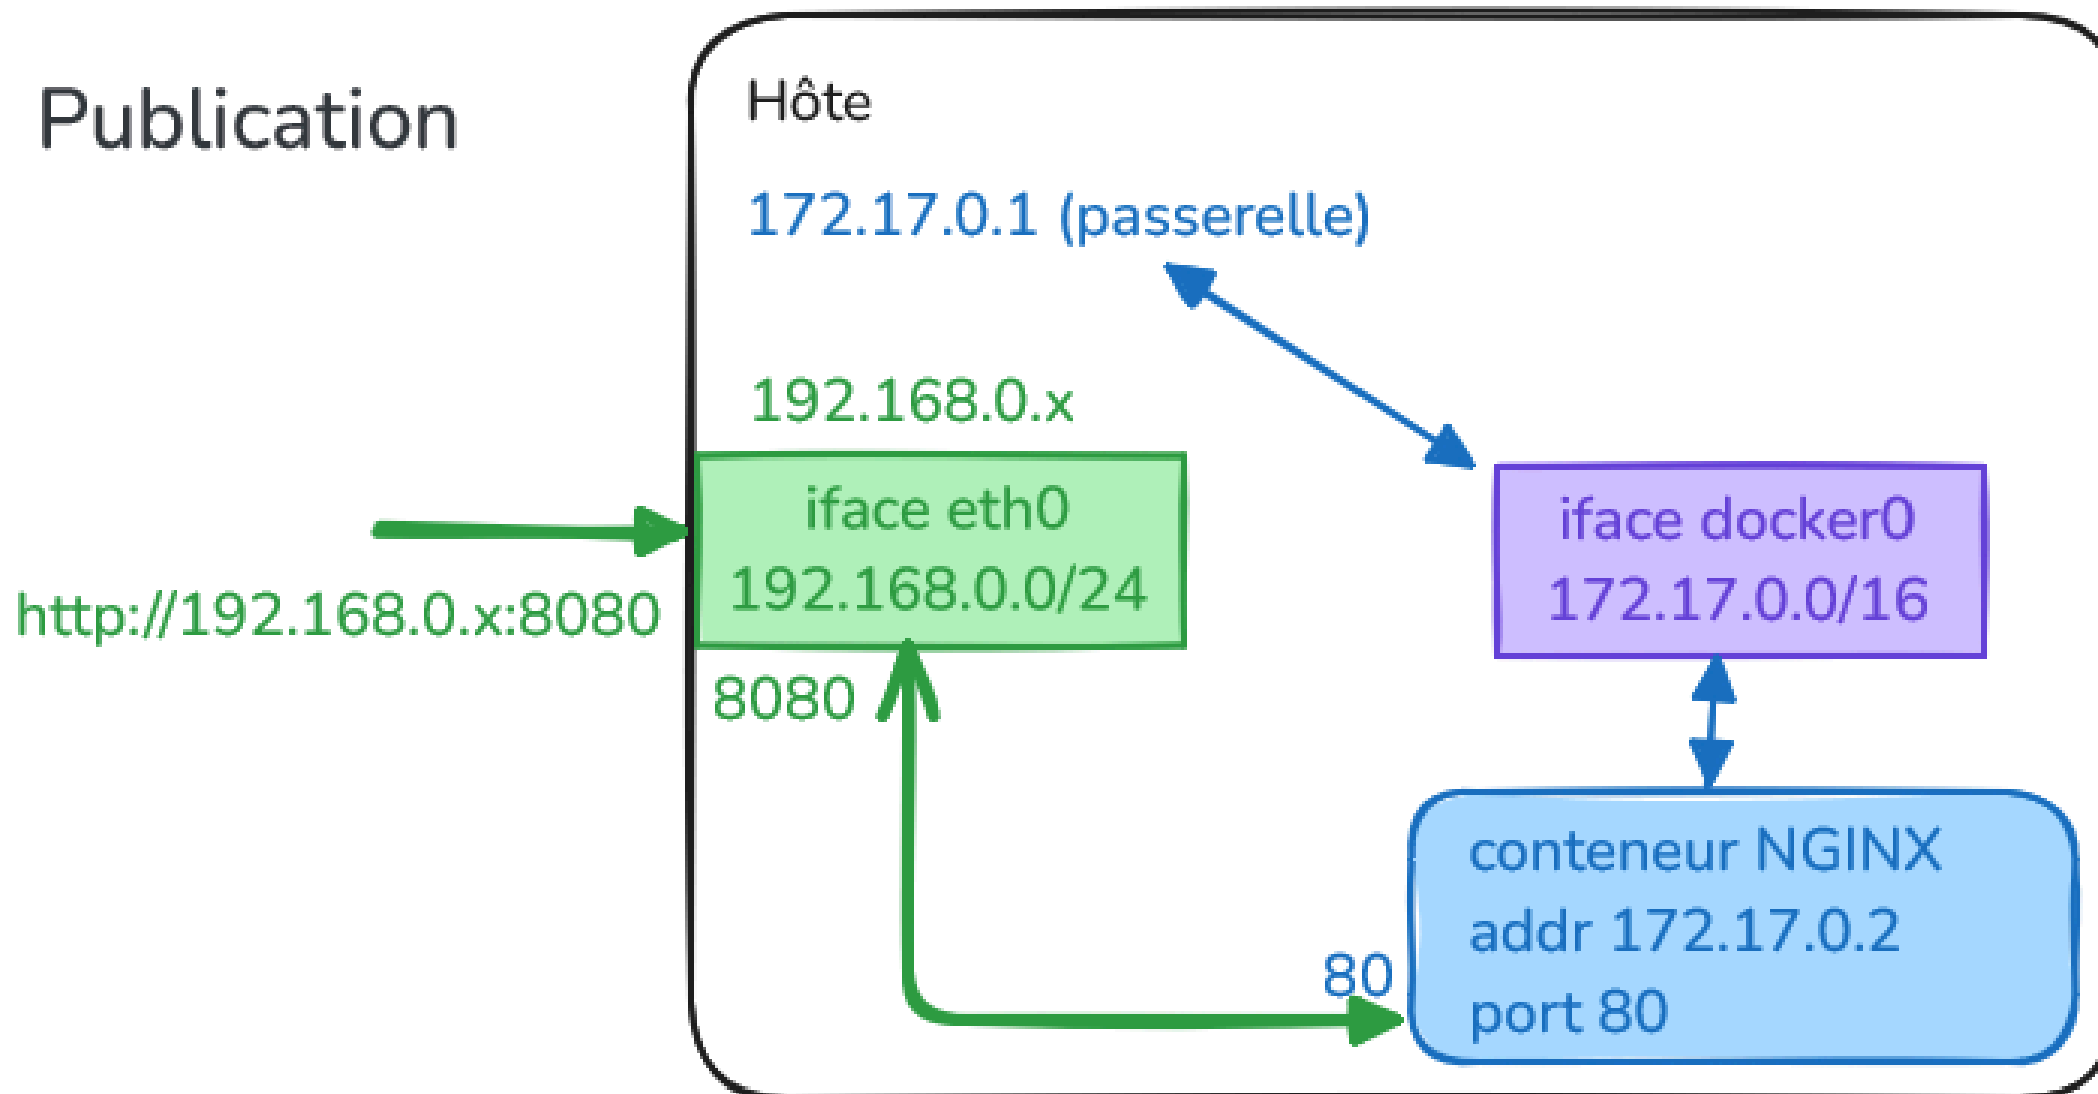 Publication
Hôte
172.17.0.1 (passerelle)
192.168.0.x
iface eth0
192.168.0.0/24
iface docker0
172.17.0.0/16
http://192.168.0.x:8080
8080
conteneur NGINX
addr 172.17.0.2
80
port 80